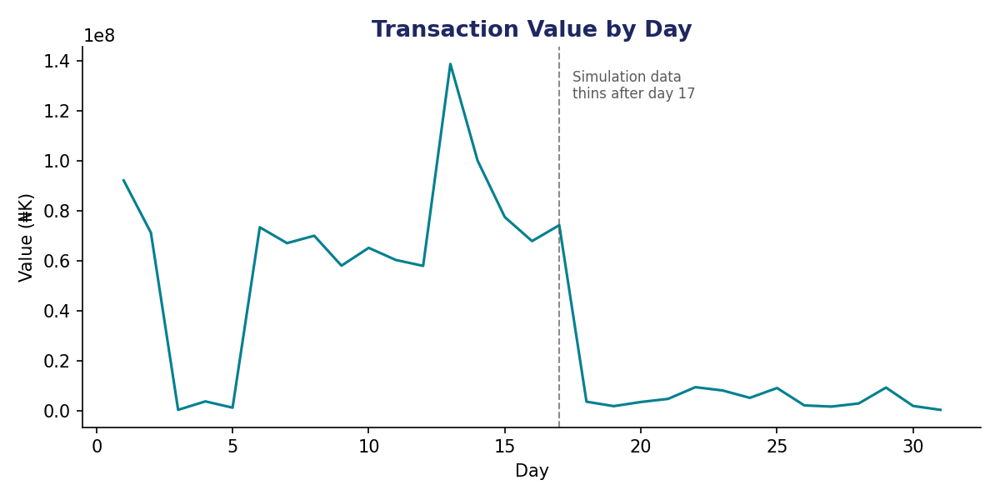 Transaction Value by Day
1e8
1.4
1.2
1.0
0.8
0.6
0.4
0.2
0.0
Value (₦K)
Simulation data
thins after day 17
0 5 10 15 20 25 30
Day